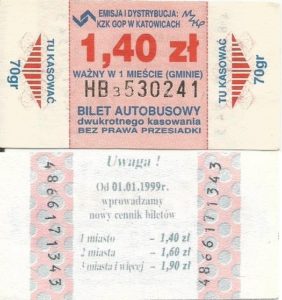 EMISJA I DYSTRYBUCJA:
KZK GOP W KATOWICACH
1,40 zł
WAŻNY W 1 MIEŚCIE (GMINIE)
HB 3 530241
BILET AUTOBUSOWY
dwukrotnego kasowania
BEZ PRAWA PRZESIADKI
TU KASOWAĆ
70gr
TU KASOWAĆ
70gr
Uwaga !
Od 01.01.1999r.
wprowadzamy
nowy cennik biletów
1 miasto - 1,40 zł
2 miasta - 1,60 zł
3 miasta i więcej - 1,90 zł
4866171343
4866171343